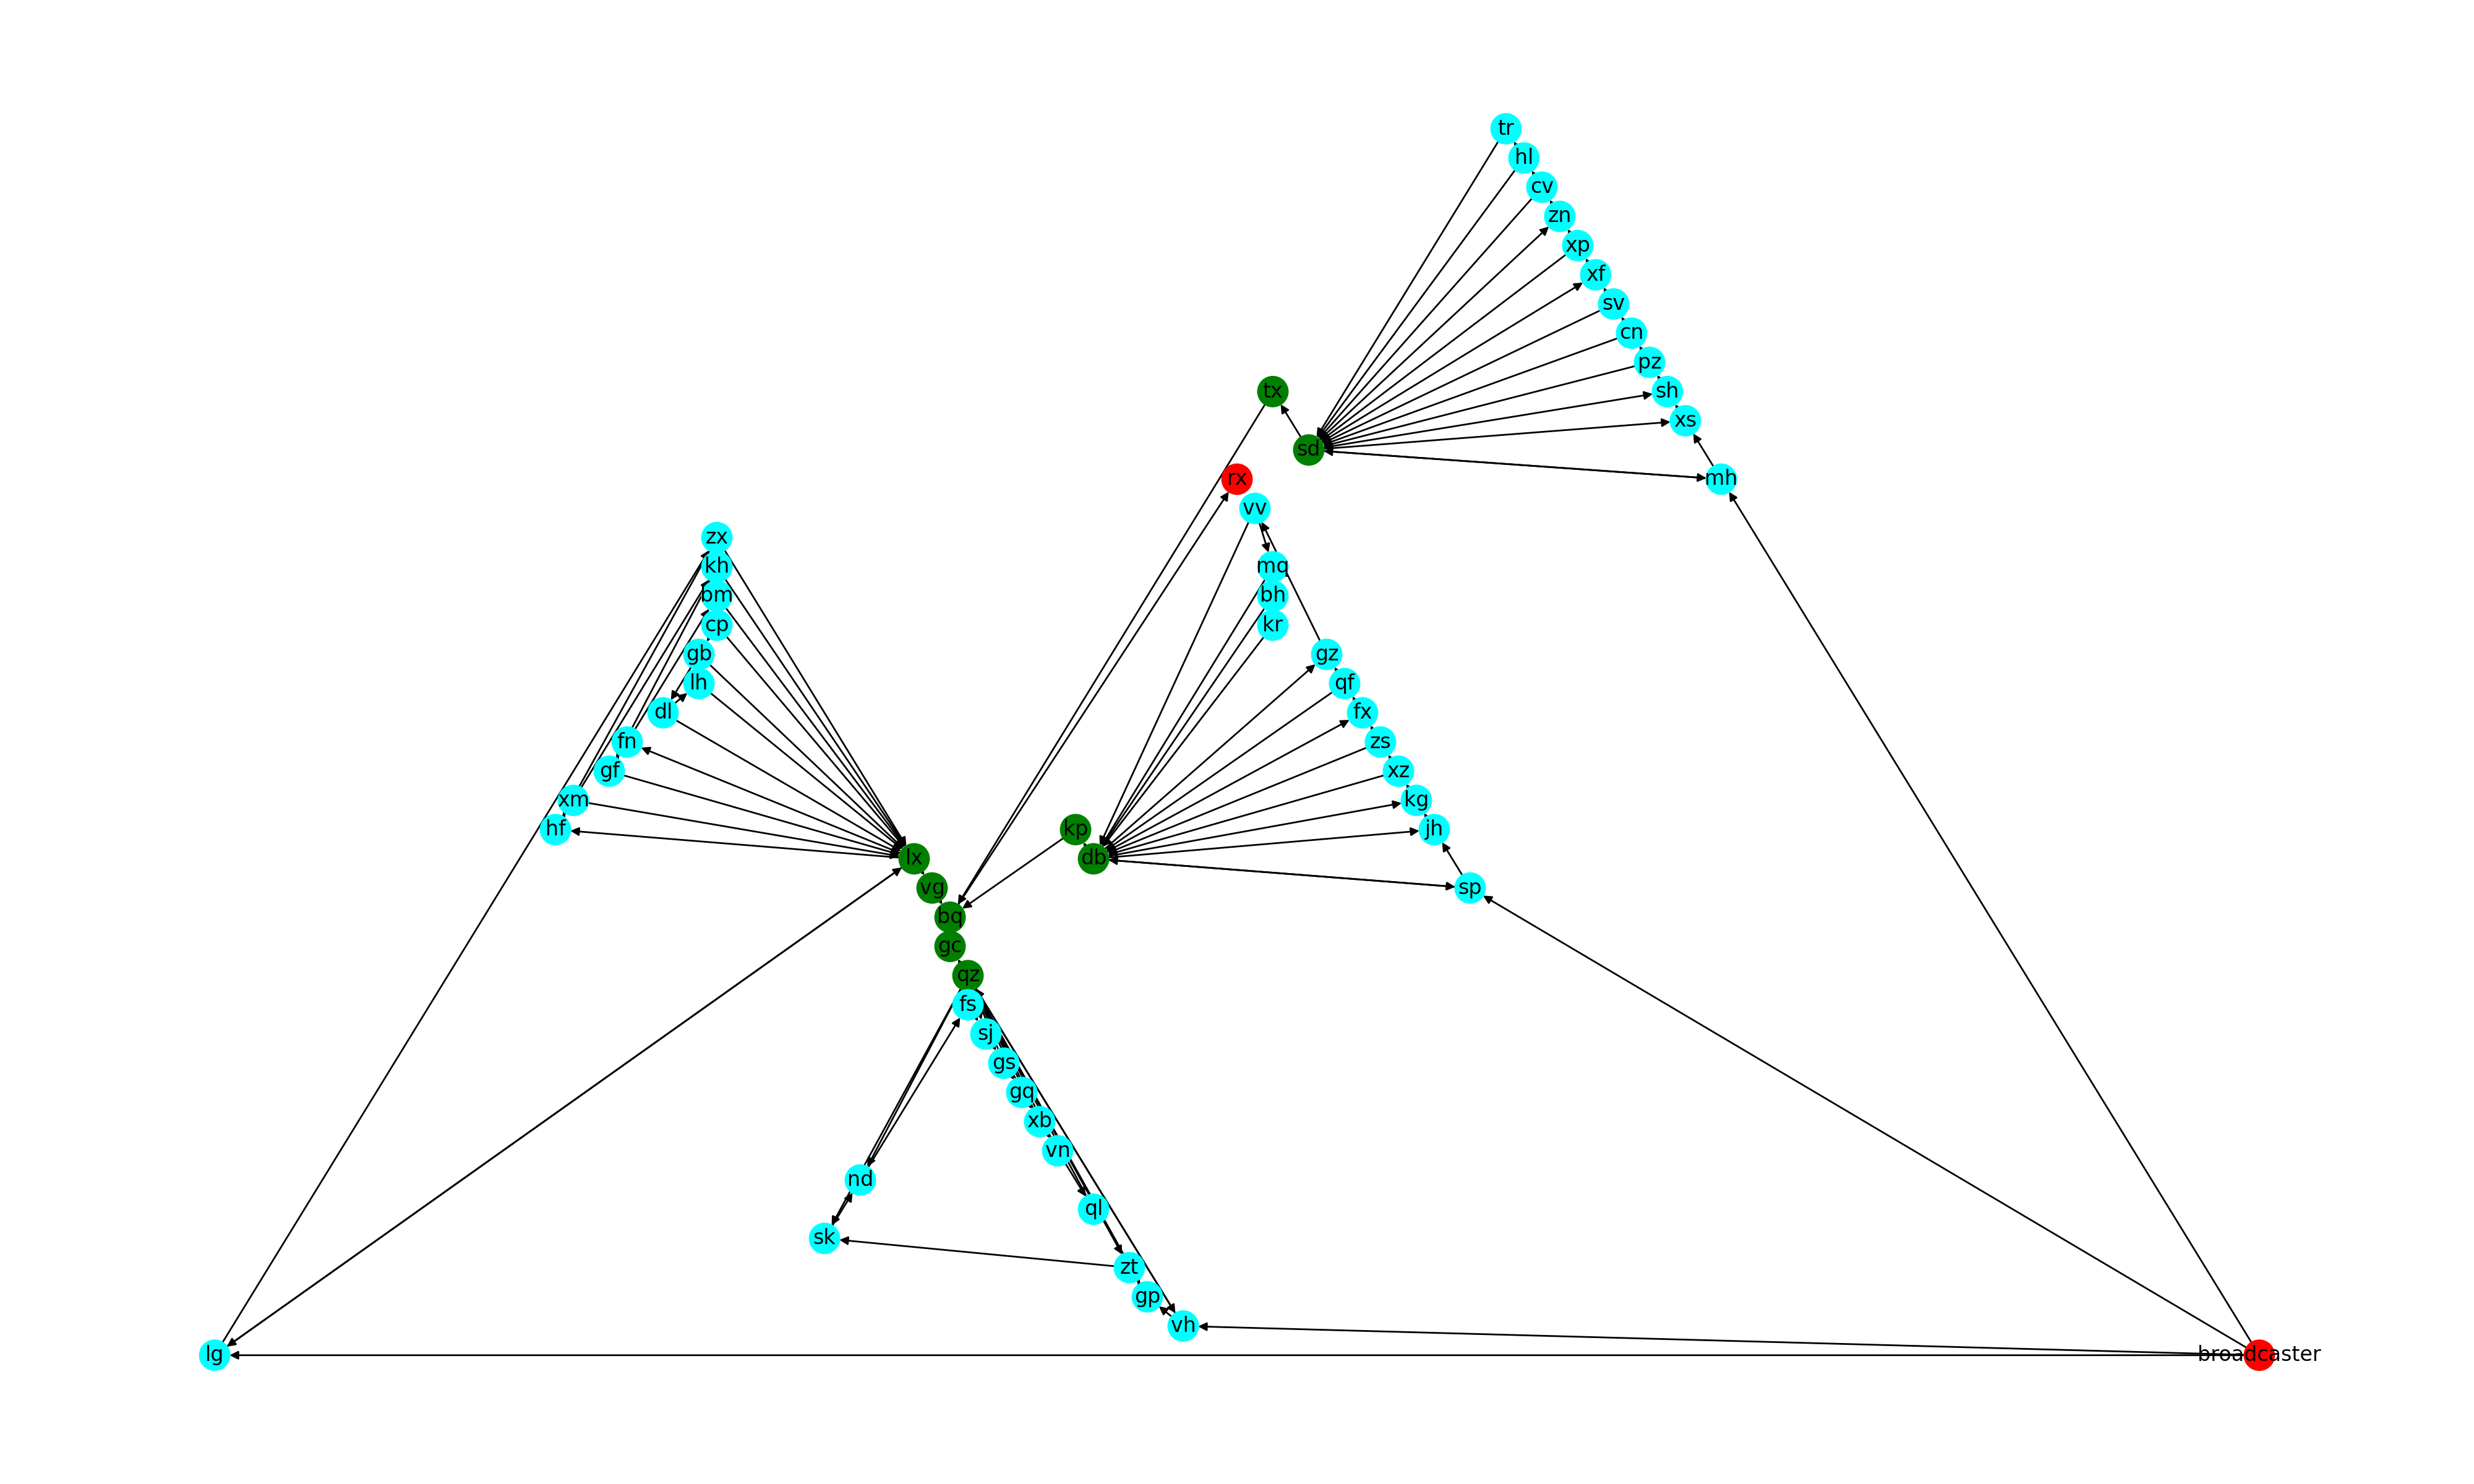 tr
hl
cv
zn
xp
xf
sv
cn
pz
tx
sh
xs
sd
rx
mh
vv
zx
kh
mq
bm
bh
cp
kr
gb
gz
lh
qf
dl
fx
fn
zs
gf
xz
xm
kg
hf
kp
jh
lx
db
vg
sp
bq
gc
qz
fs
sj
gs
gq
xb
vn
nd
ql
sk
zt
gp
vh
lg
broadcaster